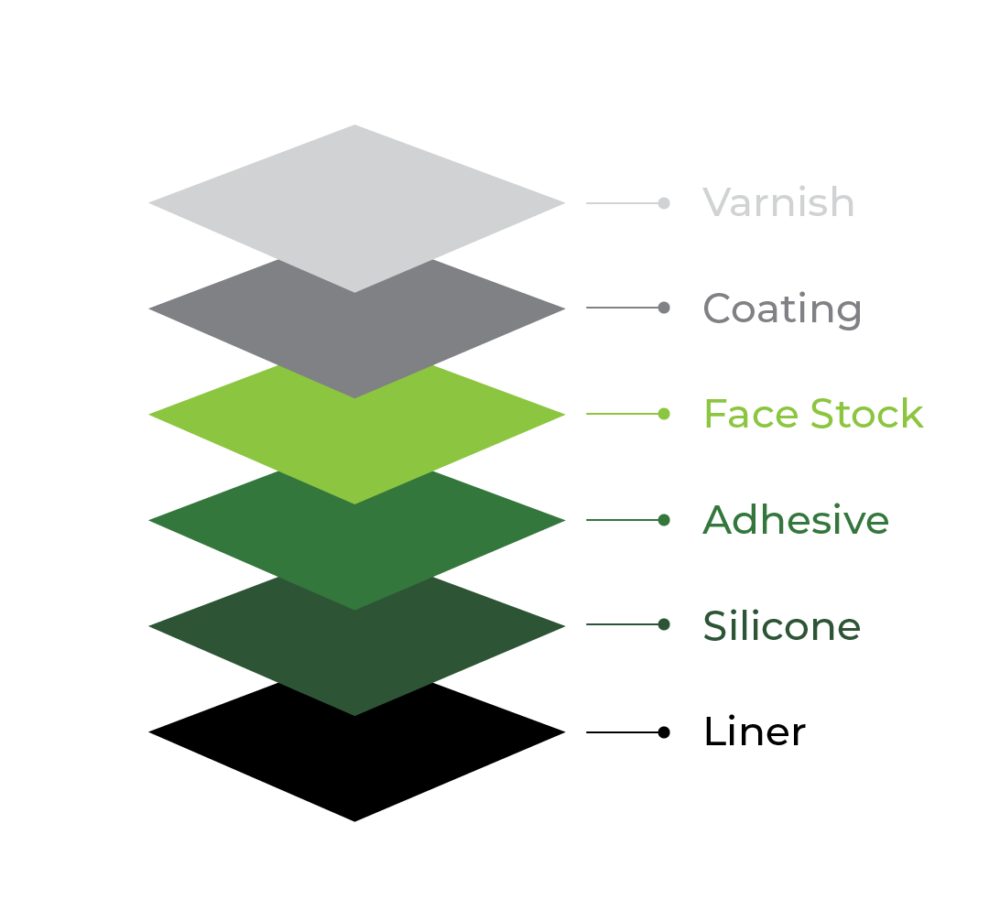 Varnish
Coating
Face Stock
Adhesive
Silicone
Liner